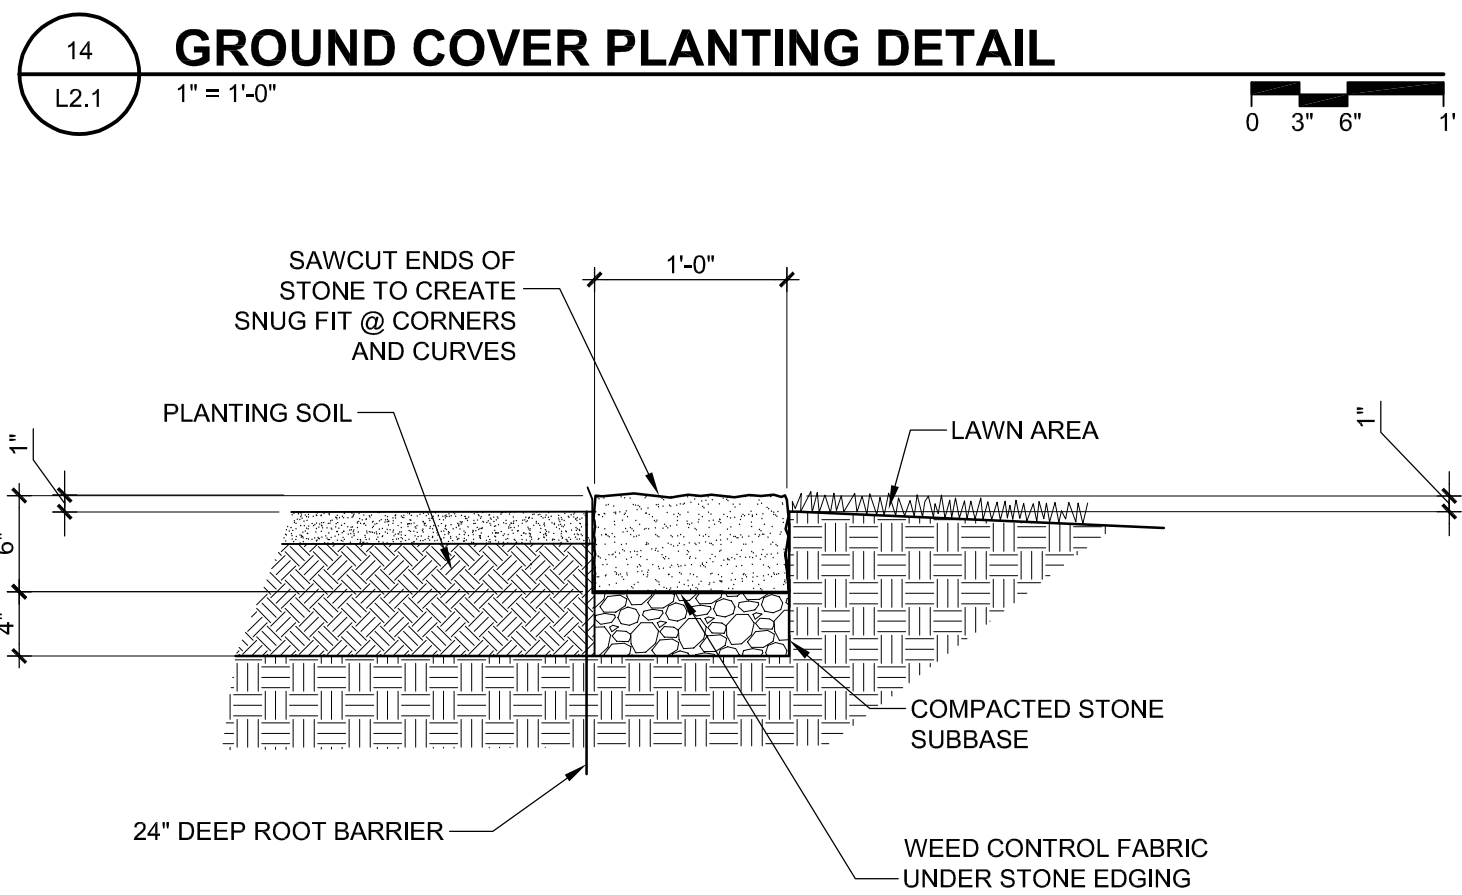 14
L2.1
GROUND COVER PLANTING DETAIL
1" = 1'-0"
0 3" 6" 1'
SAWCUT ENDS OF
STONE TO CREATE
SNUG FIT @ CORNERS
AND CURVES
1'-0"
PLANTING SOIL
LAWN AREA
1"
1"
6"
4"
COMPACTED STONE
SUBBASE
24" DEEP ROOT BARRIER
WEED CONTROL FABRIC
UNDER STONE EDGING